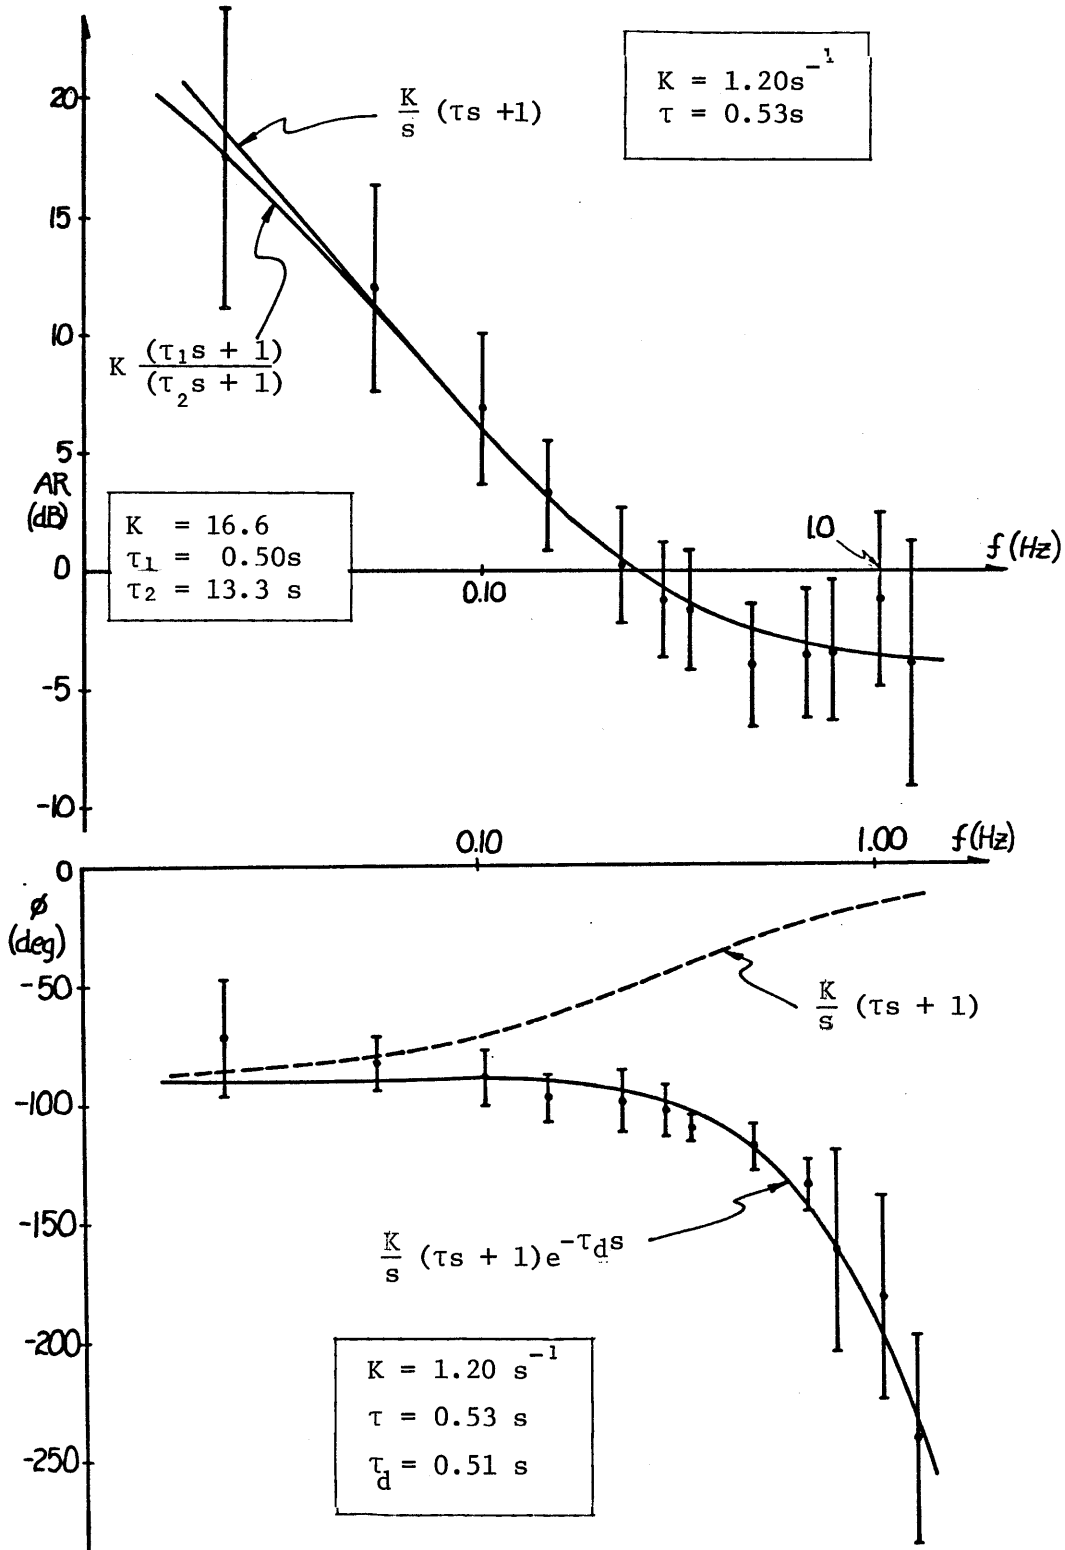 20
15
10
5
AR
(dB)
0
-5
-10
K/s (τs +1)
K = 1.20s⁻¹
τ = 0.53s
K (τ₁s + 1)/(τ₂s + 1)
K = 16.6
τ₁ = 0.50s
τ₂ = 13.3 s
0.10
1.0
f (Hz)
0.10
1.00
f (Hz)
0
ø
(deg)
-50
-100
-150
-200
-250
K/s (τs + 1)
K/s (τs + 1)e^-τ_d s
K = 1.20 s⁻¹
τ = 0.53 s
τ_d = 0.51 s